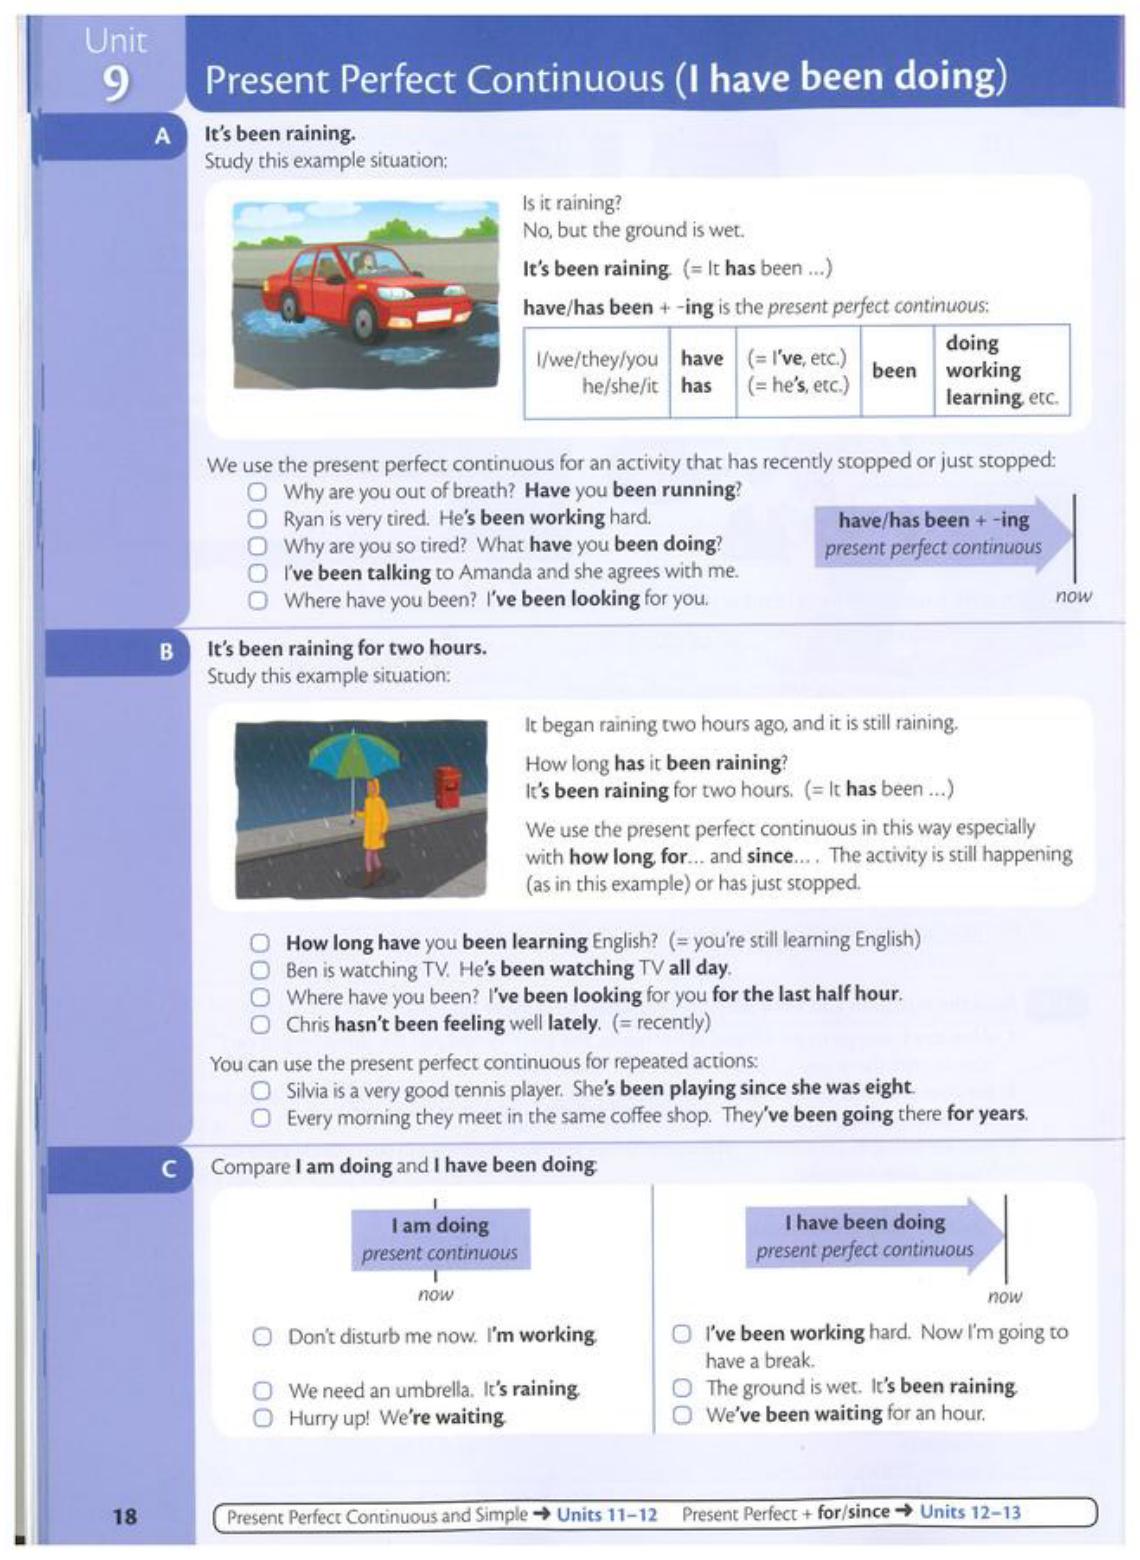 Unit
9
Present Perfect Continuous (I have been doing)
A
It's been raining.
Study this example situation:
Is it raining?
No, but the ground is wet.
It's been raining. (= It has been ...)
have/has been + -ing is the present perfect continuous:
I/we/they/you have (= I've, etc.) been doing
he/she/it has (= he's, etc.) working
learning, etc.
We use the present perfect continuous for an activity that has recently stopped or just stopped:
Why are you out of breath? Have you been running?
Ryan is very tired. He's been working hard.
Why are you so tired? What have you been doing?
I've been talking to Amanda and she agrees with me.
Where have you been? I've been looking for you.
have/has been + -ing
present perfect continuous
now
B
It's been raining for two hours.
Study this example situation:
It began raining two hours ago, and it is still raining.
How long has it been raining?
It's been raining for two hours. (= It has been ...)
We use the present perfect continuous in this way especially
with how long, for... and since... . The activity is still happening
(as in this example) or has just stopped.
How long have you been learning English? (= you're still learning English)
Ben is watching TV. He's been watching TV all day.
Where have you been? I've been looking for you for the last half hour.
Chris hasn't been feeling well lately. (= recently)
You can use the present perfect continuous for repeated actions:
Silvia is a very good tennis player. She's been playing since she was eight.
Every morning they meet in the same coffee shop. They've been going there for years.
C
Compare I am doing and I have been doing:
I am doing
present continuous
now
Don't disturb me now. I'm working.
We need an umbrella. It's raining.
Hurry up! We're waiting.
I have been doing
present perfect continuous
now
I've been working hard. Now I'm going to
have a break.
The ground is wet. It's been raining.
We've been waiting for an hour.
18
Present Perfect Continuous and Simple ➔ Units 11–12 Present Perfect + for/since ➔ Units 12–13